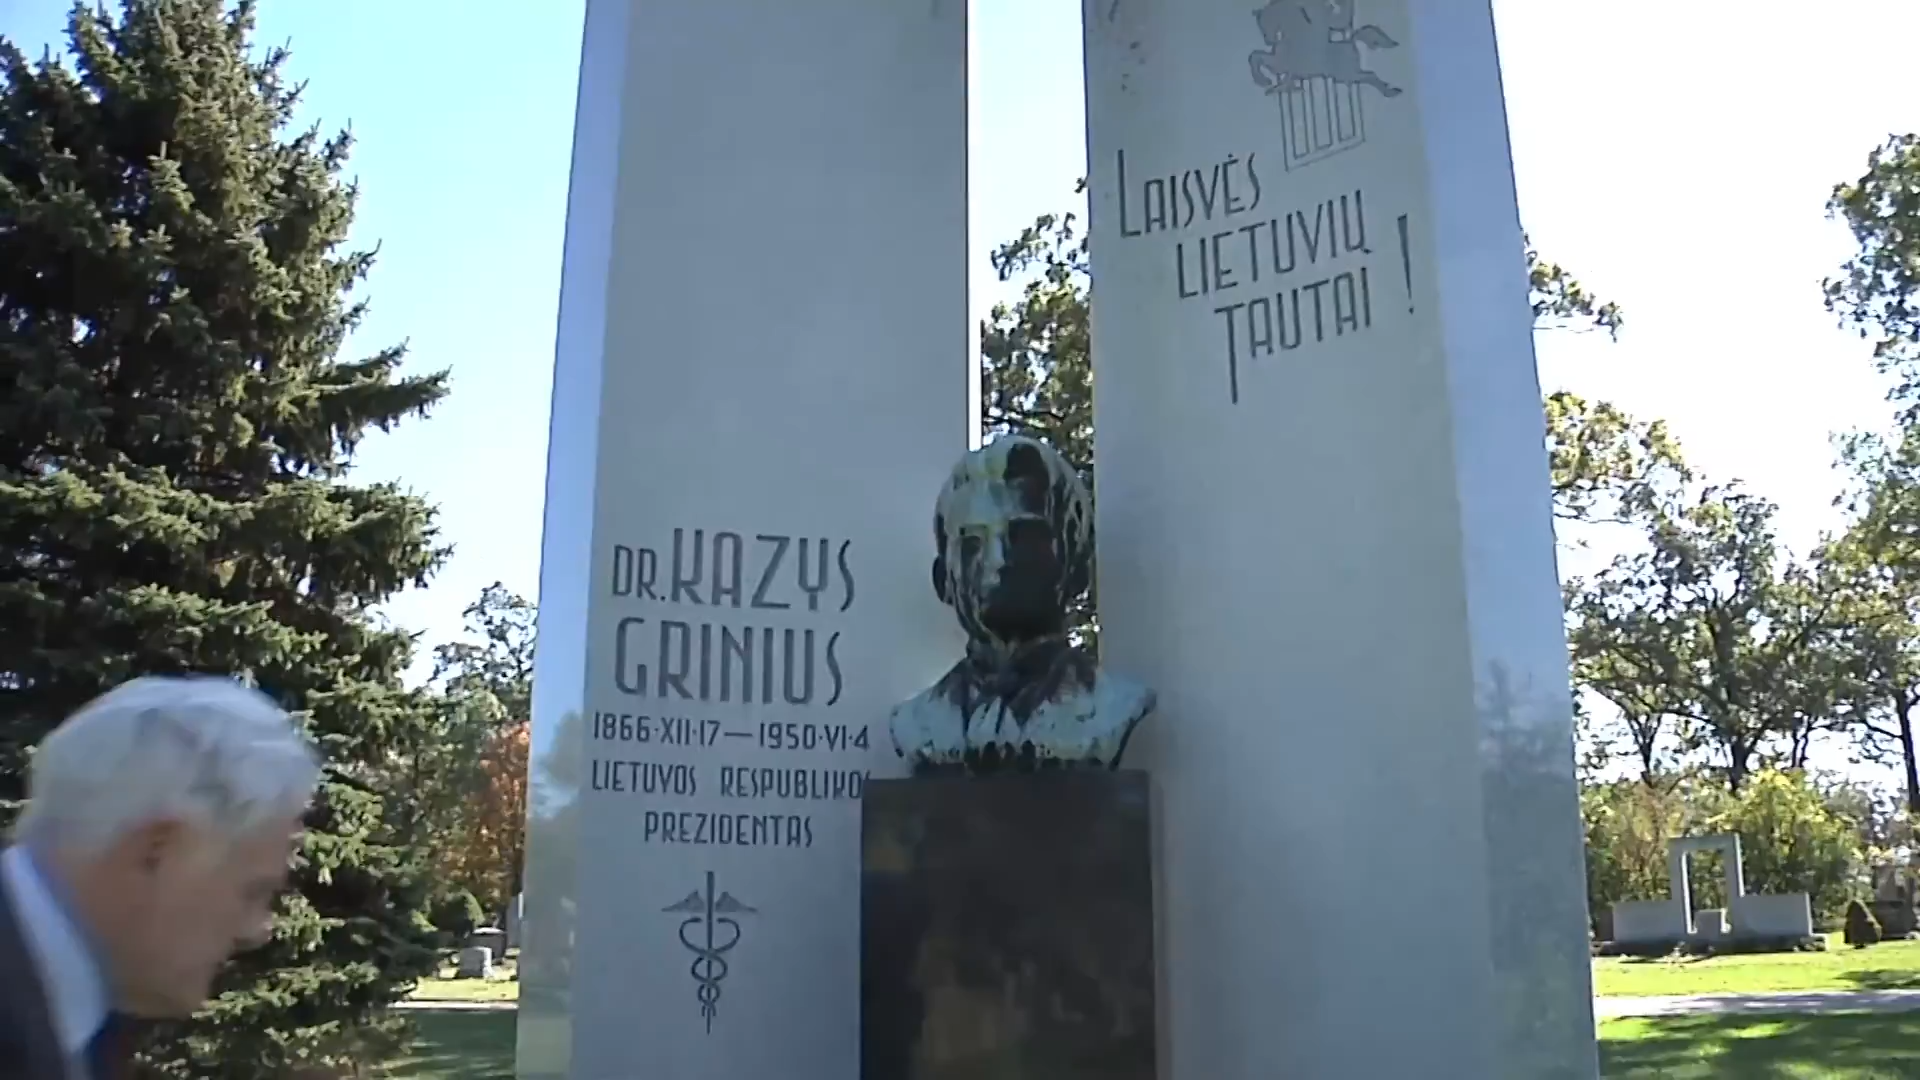 LAISVĖS
LIETUVIŲ
TAUTAI !
DR. KAZYS
GRINIUS
1866·XII·17—1950·VI·4
LIETUVOS RESPUBLIKOS
PREZIDENTAS